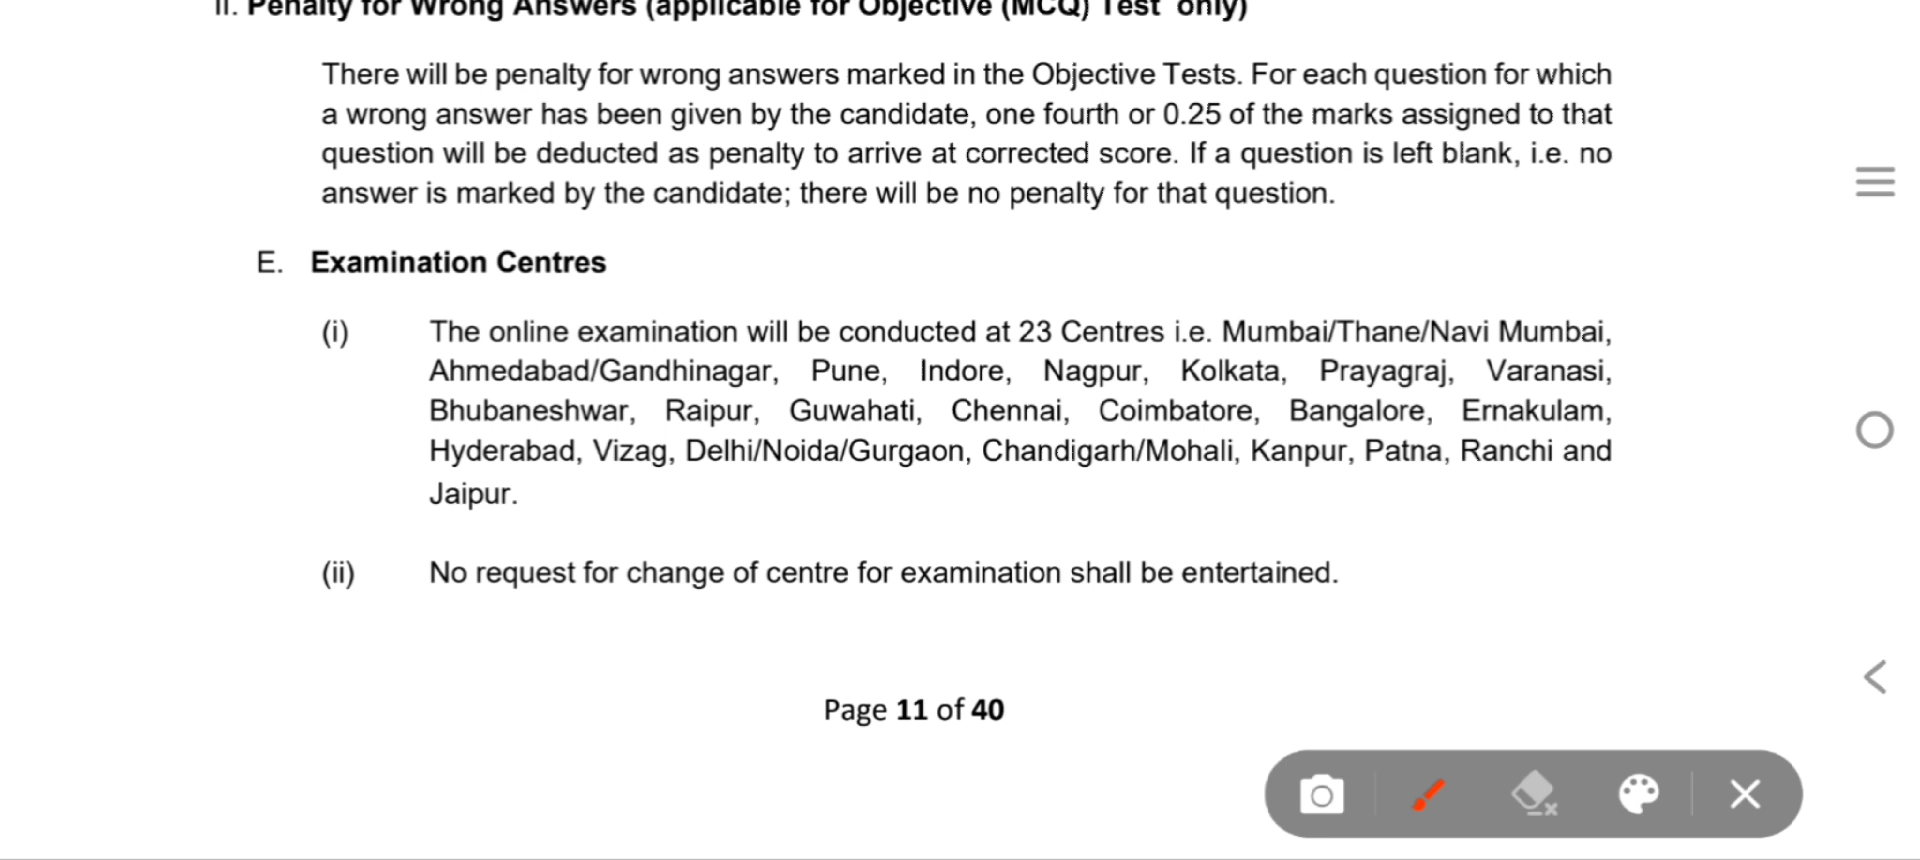 II. Penalty for Wrong Answers (applicable for Objective (MCQ) Test only)
There will be penalty for wrong answers marked in the Objective Tests. For each question for which
a wrong answer has been given by the candidate, one fourth or 0.25 of the marks assigned to that
question will be deducted as penalty to arrive at corrected score. If a question is left blank, i.e. no
answer is marked by the candidate; there will be no penalty for that question.
E. Examination Centres
(i) The online examination will be conducted at 23 Centres i.e. Mumbai/Thane/Navi Mumbai,
Ahmedabad/Gandhinagar, Pune, Indore, Nagpur, Kolkata, Prayagraj, Varanasi,
Bhubaneshwar, Raipur, Guwahati, Chennai, Coimbatore, Bangalore, Ernakulam,
Hyderabad, Vizag, Delhi/Noida/Gurgaon, Chandigarh/Mohali, Kanpur, Patna, Ranchi and
Jaipur.
(ii) No request for change of centre for examination shall be entertained.
Page 11 of 40